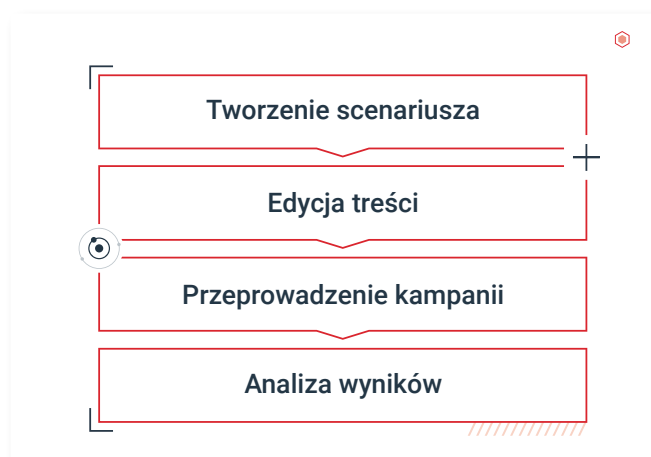 Tworzenie scenariusza
Edycja treści
Przeprowadzenie kampanii
Analiza wyników